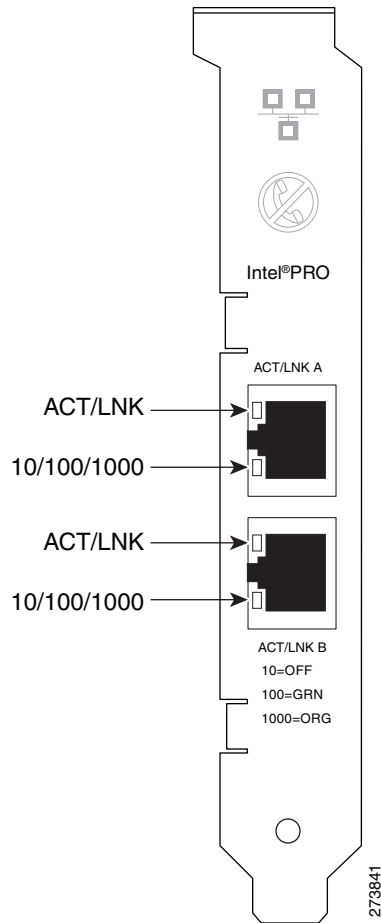 Intel®PRO
ACT/LNK A
ACT/LNK
10/100/1000
ACT/LNK
10/100/1000
ACT/LNK B
10=OFF
100=GRN
1000=ORG
273841